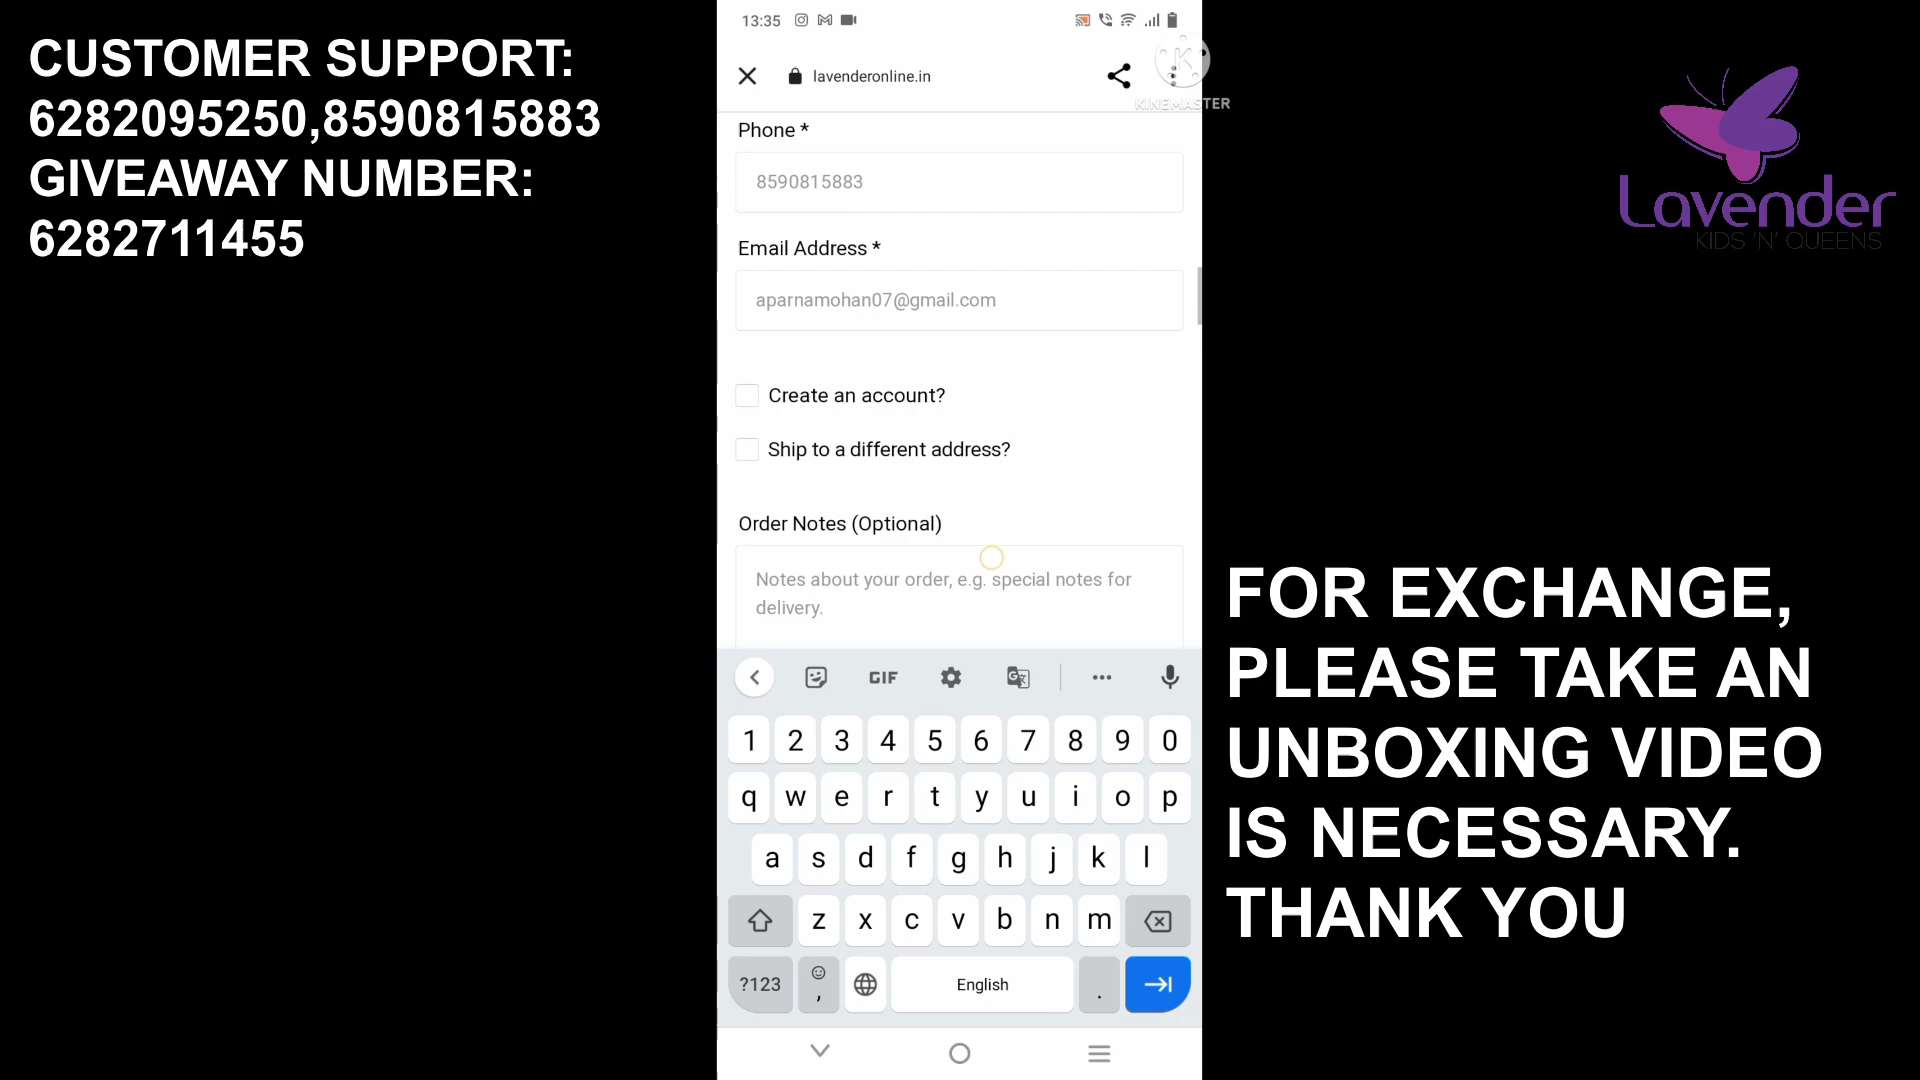 CUSTOMER SUPPORT:
6282095250,8590815883
GIVEAWAY NUMBER:
6282711455
13:35
lavenderonline.in
KINEMASTER
Phone *
8590815883
Email Address *
aparnamohan07@gmail.com
Create an account?
Ship to a different address?
Order Notes (Optional)
Notes about your order, e.g. special notes for
delivery.
GIF
1 2 3 4 5 6 7 8 9 0
q w e r t y u i o p
a s d f g h j k l
z x c v b n m
?123 , English .
Lavender
KIDS 'N' QUEENS
FOR EXCHANGE,
PLEASE TAKE AN
UNBOXING VIDEO
IS NECESSARY.
THANK YOU